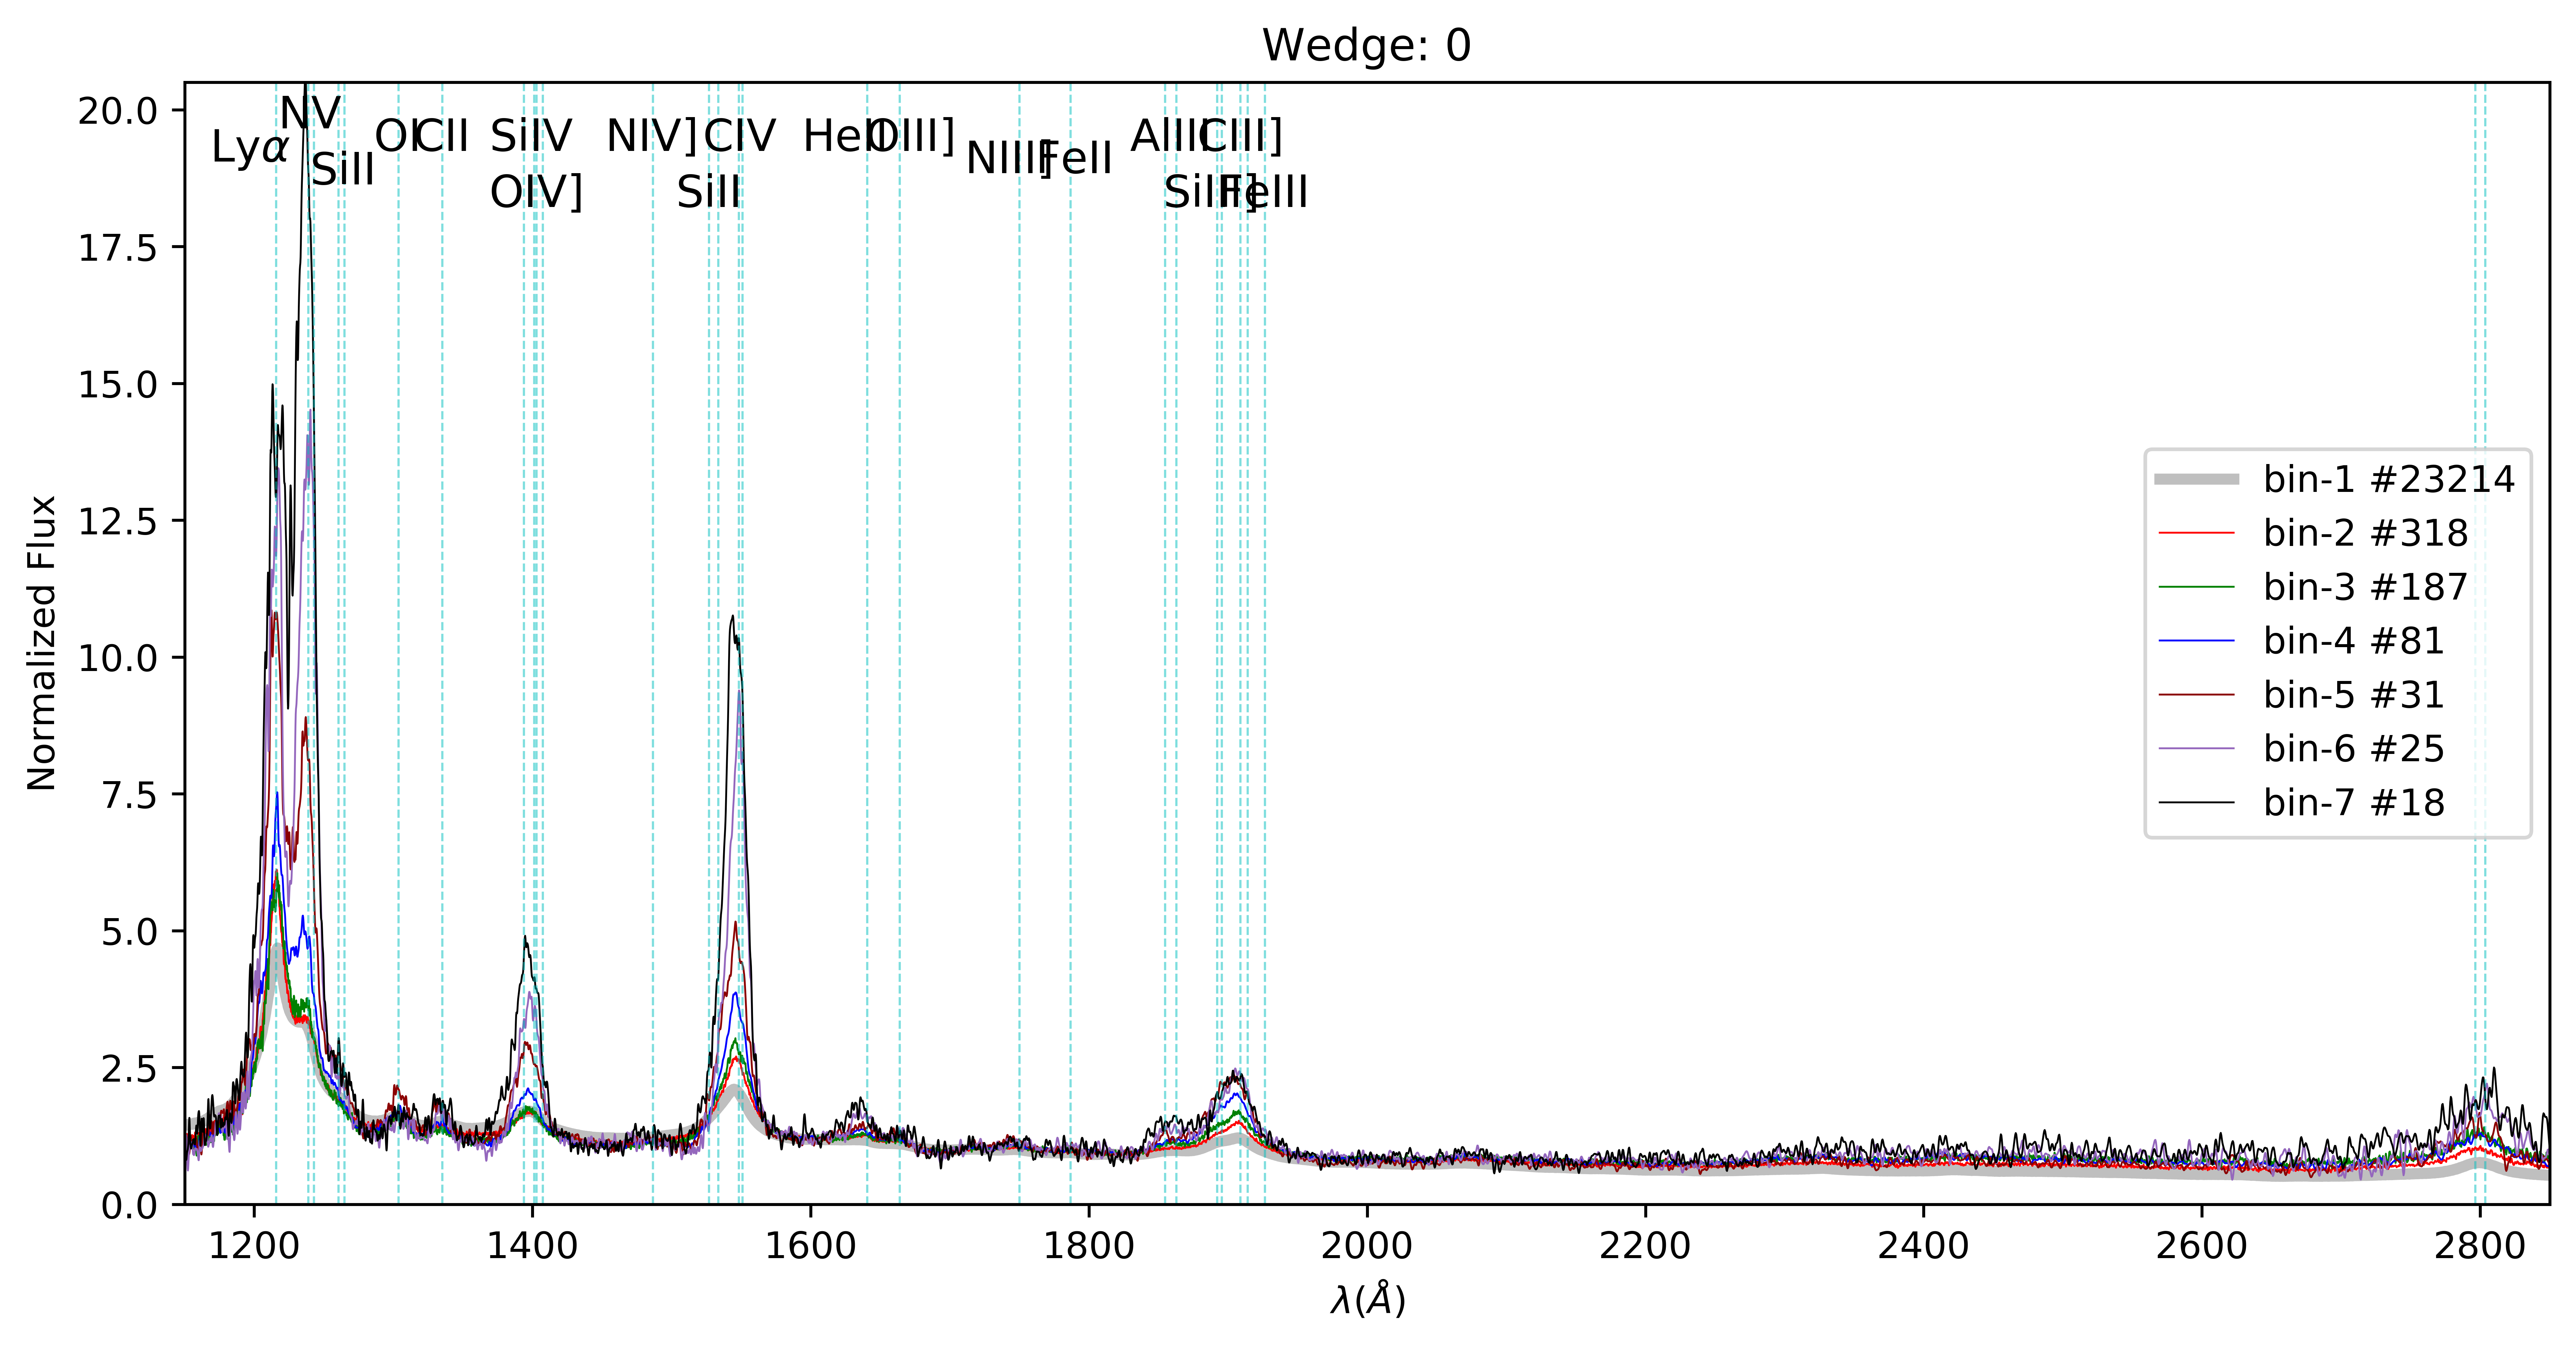 Wedge: 0
Normalized Flux
20.0
17.5
15.0
12.5
10.0
7.5
5.0
2.5
0.0
Lyα
NV
SiII
OI
CII
SiIV
OIV]
NIV]
SiII
CIV
HeII
OIII]
NIII]
FeII
AlIII
SiIII]
CIII]
FeIII
bin-1 #23214
bin-2 #318
bin-3 #187
bin-4 #81
bin-5 #31
bin-6 #25
bin-7 #18
1200 1400 1600 1800 2000 2200 2400 2600 2800
λ(Å)